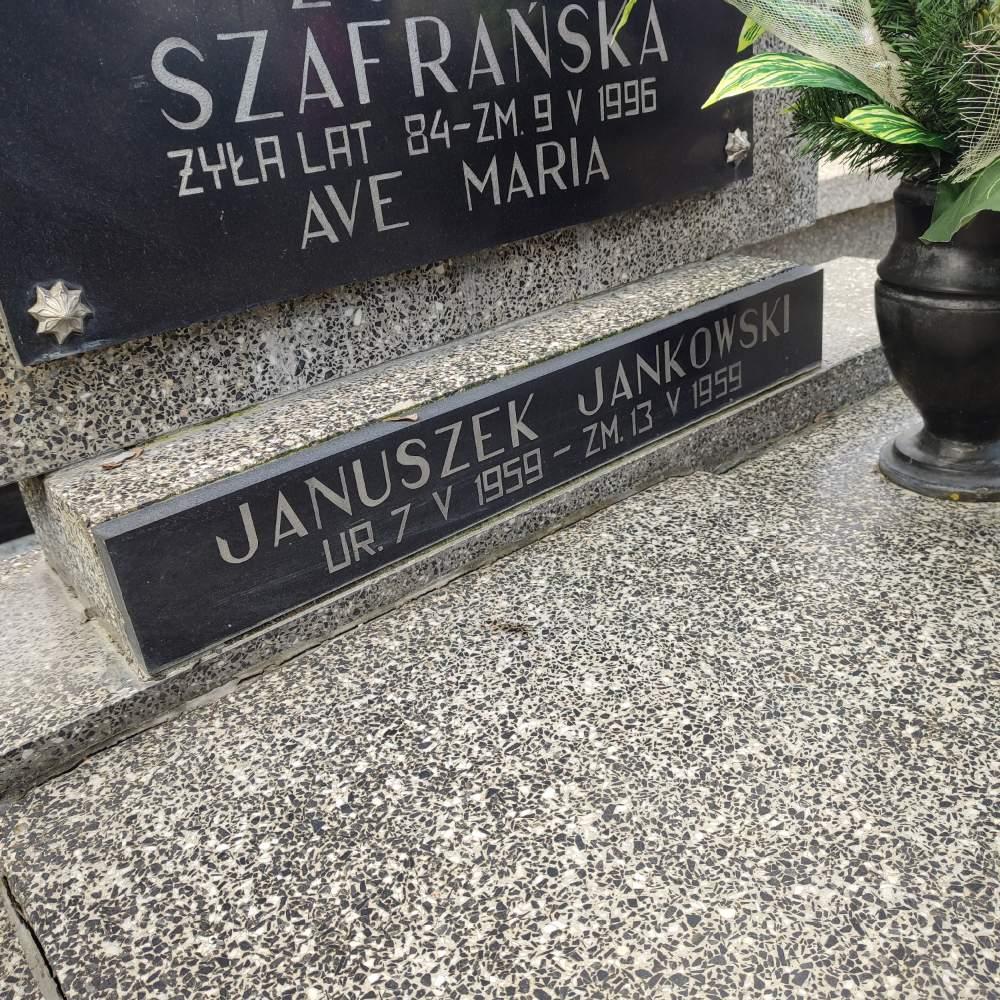 SZAFRAŃSKA
ŻYŁA LAT 84-ZM. 9 V 1996
AVE MARIA
JANUSZEK JANKOWSKI
UR. 7 V 1959 - ZM. 13 V 1959